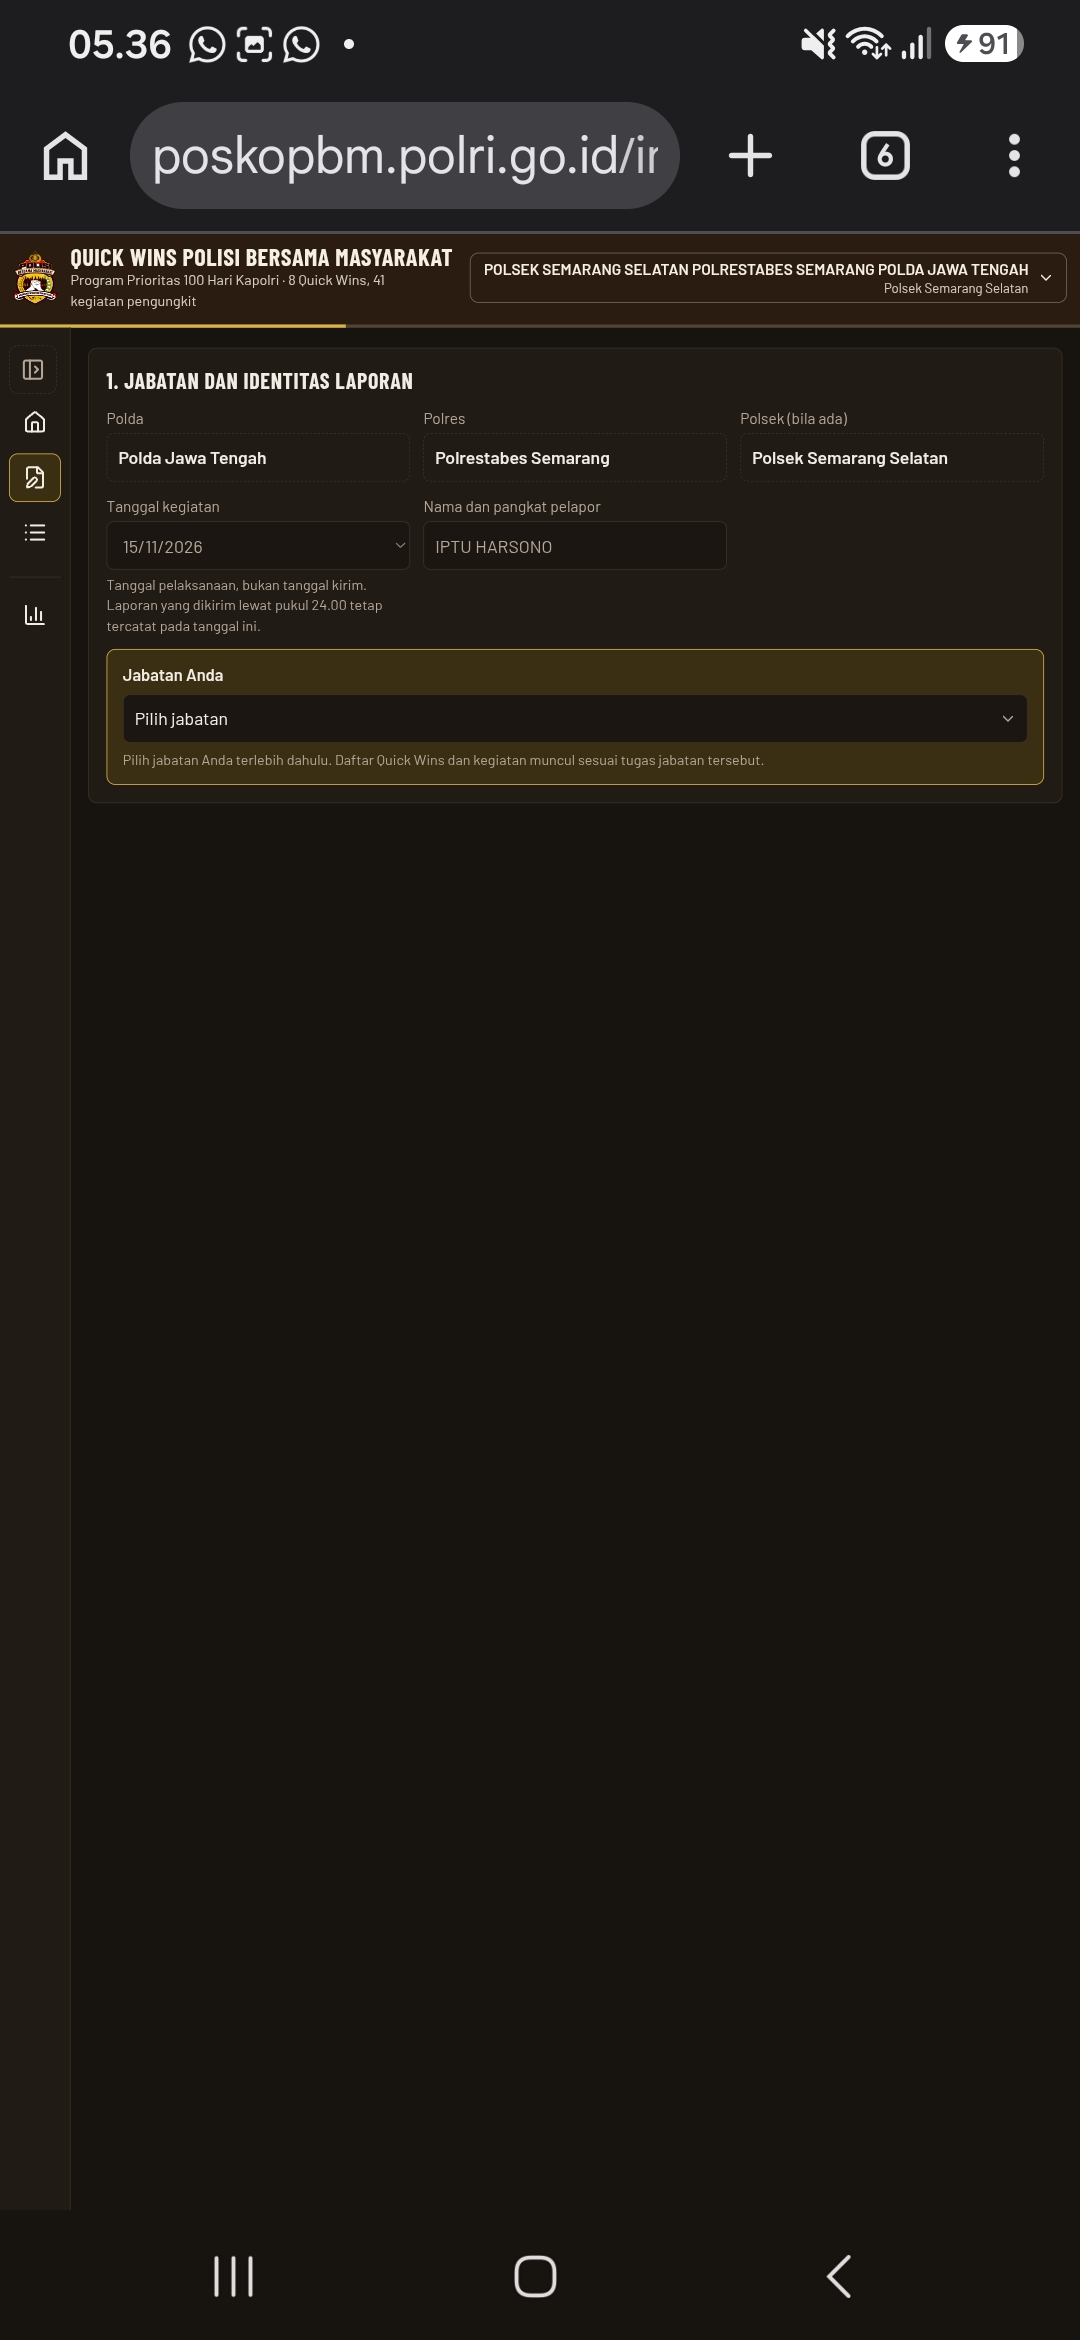 05.36
91
poskopbm.polri.go.id/ir
6
QUICK WINS POLISI BERSAMA MASYARAKAT
Program Prioritas 100 Hari Kapolri · 8 Quick Wins, 41
kegiatan pengungkit
POLSEK SEMARANG SELATAN POLRESTABES SEMARANG POLDA JAWA TENGAH
Polsek Semarang Selatan
1. JABATAN DAN IDENTITAS LAPORAN
Polda
Polres
Polsek (bila ada)
Polda Jawa Tengah
Polrestabes Semarang
Polsek Semarang Selatan
Tanggal kegiatan
Nama dan pangkat pelapor
15/11/2026
IPTU HARSONO
Tanggal pelaksanaan, bukan tanggal kirim.
Laporan yang dikirim lewat pukul 24.00 tetap
tercatat pada tanggal ini.
Jabatan Anda
Pilih jabatan
Pilih jabatan Anda terlebih dahulu. Daftar Quick Wins dan kegiatan muncul sesuai tugas jabatan tersebut.